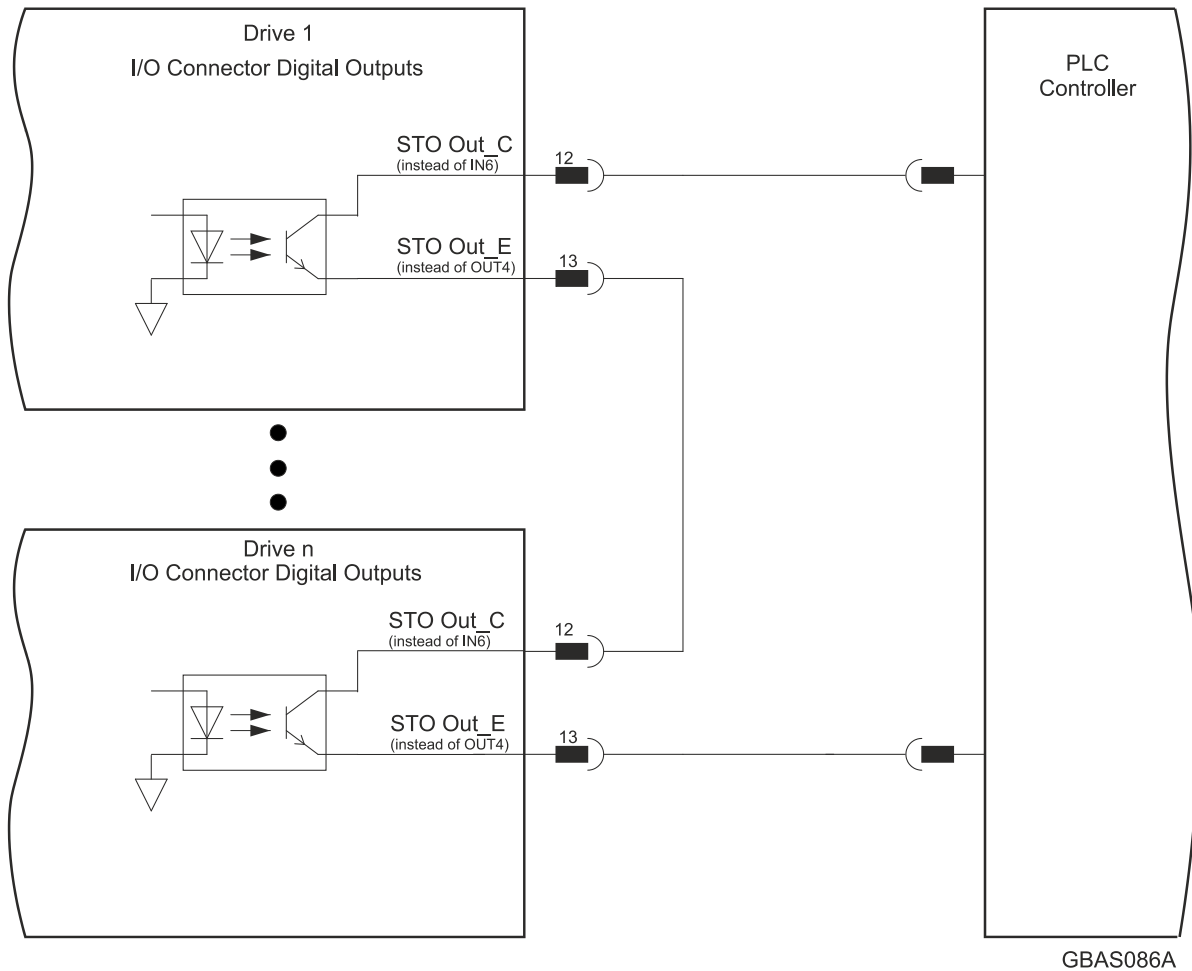 Drive 1
I/O Connector Digital Outputs
STO Out_C
(instead of IN6)
12
STO Out_E
(instead of OUT4)
13
PLC
Controller
Drive n
I/O Connector Digital Outputs
STO Out_C
(instead of IN6)
12
STO Out_E
(instead of OUT4)
13
GBAS086A